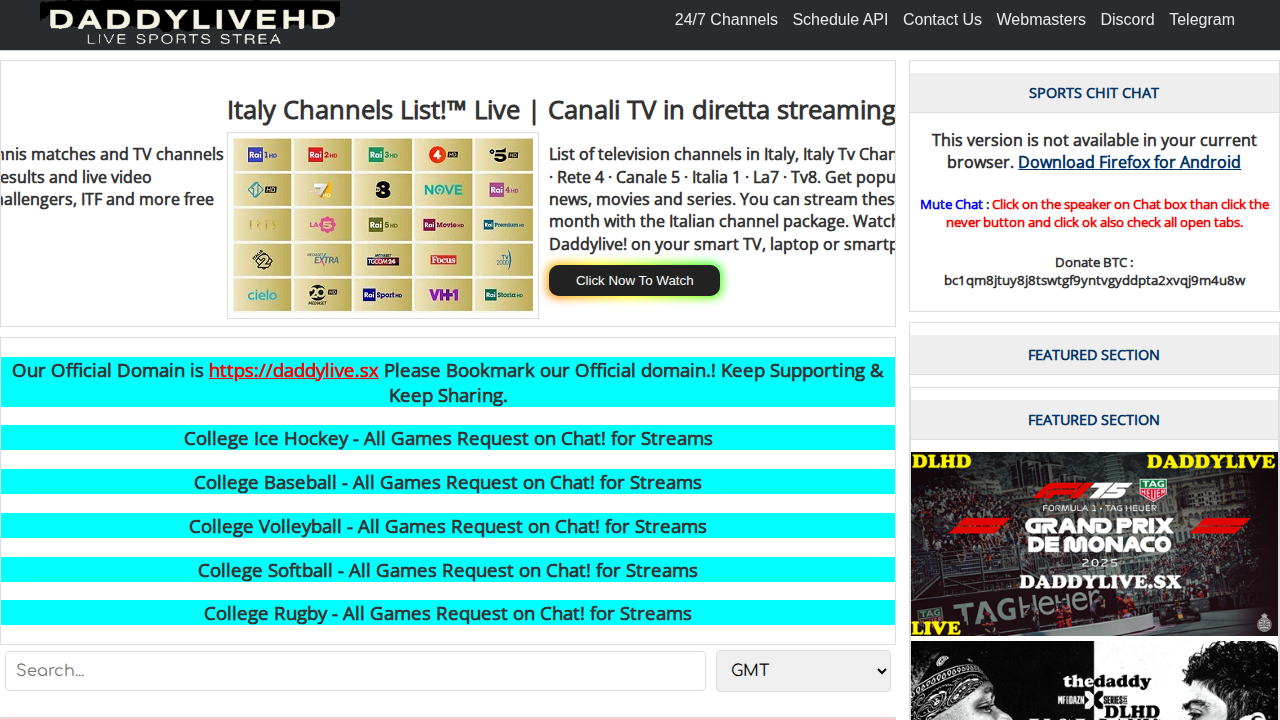 DADDYLIVEHD
LIVE SPORTS STREA
24/7 Channels Schedule API Contact Us Webmasters Discord Telegram
Italy Channels List!™ Live | Canali TV in diretta streaming
nnis matches and TV channels
esults and live video
allengers, ITF and more free
Rai 1 HD Rai 2 HD Rai 3 HD 4 HD 5 HD
7 8 NOVE Rai 4 HD
IRIS LA 5 Rai 5 HD Rai Movie HD Rai Premium HD
27 MEDIASET EXTRA TGCOM24 Focus TV 2000
cielo 20 HD MEDIASET Rai Sport HD VH1 Rai Storia HD
List of television channels in Italy, Italy Tv Chan
· Rete 4 · Canale 5 · Italia 1 · La7 · Tv8. Get popu
news, movies and series. You can stream thes
month with the Italian channel package. Watch
Daddylive! on your smart TV, laptop or smartp
Click Now To Watch
Our Official Domain is https://daddylive.sx Please Bookmark our Official domain.! Keep Supporting &
Keep Sharing.
College Ice Hockey - All Games Request on Chat! for Streams
College Baseball - All Games Request on Chat! for Streams
College Volleyball - All Games Request on Chat! for Streams
College Softball - All Games Request on Chat! for Streams
College Rugby - All Games Request on Chat! for Streams
Search...
GMT
SPORTS CHIT CHAT
This version is not available in your current
browser. Download Firefox for Android
Mute Chat : Click on the speaker on Chat box than click the
never button and click ok also check all open tabs.
Donate BTC :
bc1qm8jtuy8j8tswtgf9yntvgyddpta2xvqj9m4u8w
FEATURED SECTION
FEATURED SECTION
DLHD DADDYLIVE
F1 75 TAG HEUER
FORMULA 1 · TAG HEUER
GRAND PRIX
DE MONACO
2025
DADDYLIVE.SX
TAGHeuer
LIVE
thedaddy
MF|DAZN X SERIES
DLHD